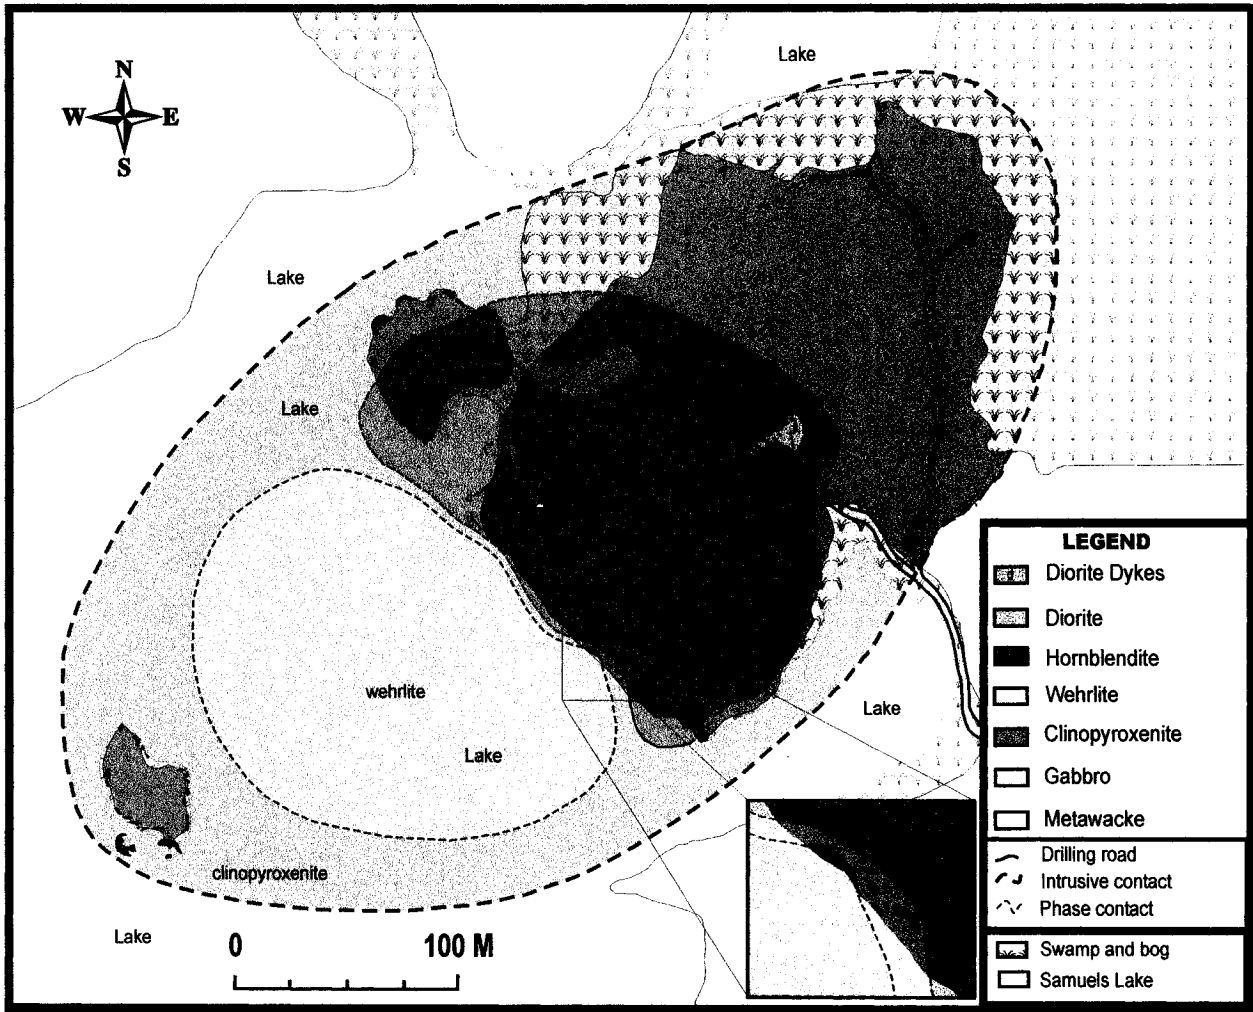 Lake
N
W E
S
Lake
Lake
LEGEND
Diorite Dykes
Diorite
Hornblendite
Wehrlite
Clinopyroxenite
Gabbro
Metawacke
Drilling road
Intrusive contact
Phase contact
Swamp and bog
Samuels Lake
wehrlite
Lake
Lake
clinopyroxenite
Lake
0 100 M